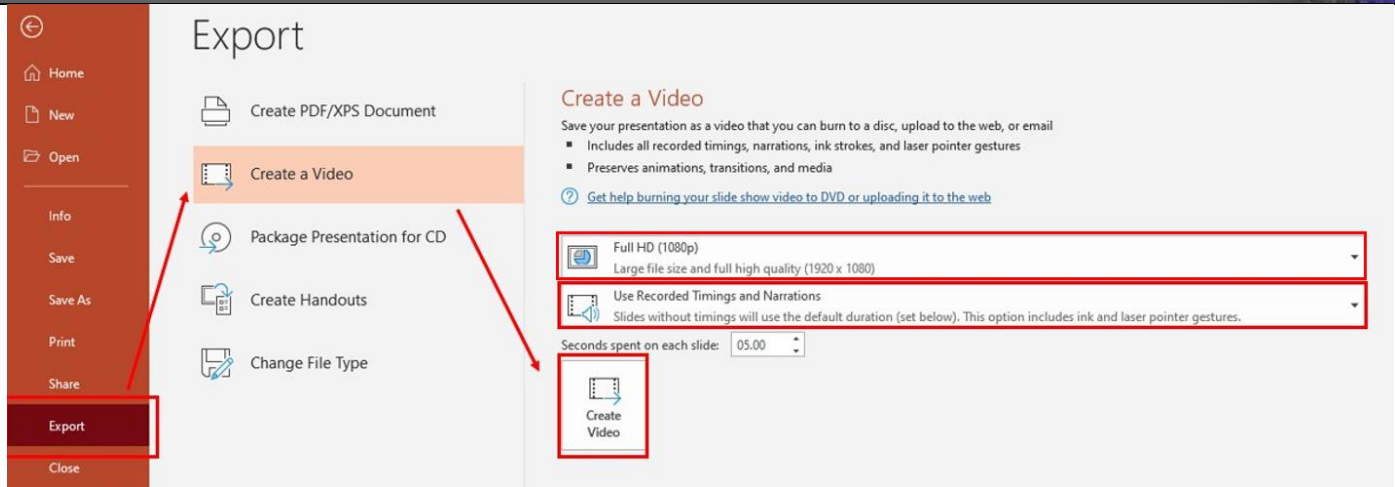 Export
Home
New
Open
Info
Save
Save As
Print
Share
Export
Close
Create PDF/XPS Document
Create a Video
Package Presentation for CD
Create Handouts
Change File Type
Create a Video
Save your presentation as a video that you can burn to a disc, upload to the web, or email
Includes all recorded timings, narrations, ink strokes, and laser pointer gestures
Preserves animations, transitions, and media
Get help burning your slide show video to DVD or uploading it to the web
Full HD (1080p)
Large file size and full high quality (1920 x 1080)
Use Recorded Timings and Narrations
Slides without timings will use the default duration (set below). This option includes ink and laser pointer gestures.
Seconds spent on each slide: 05.00
Create
Video